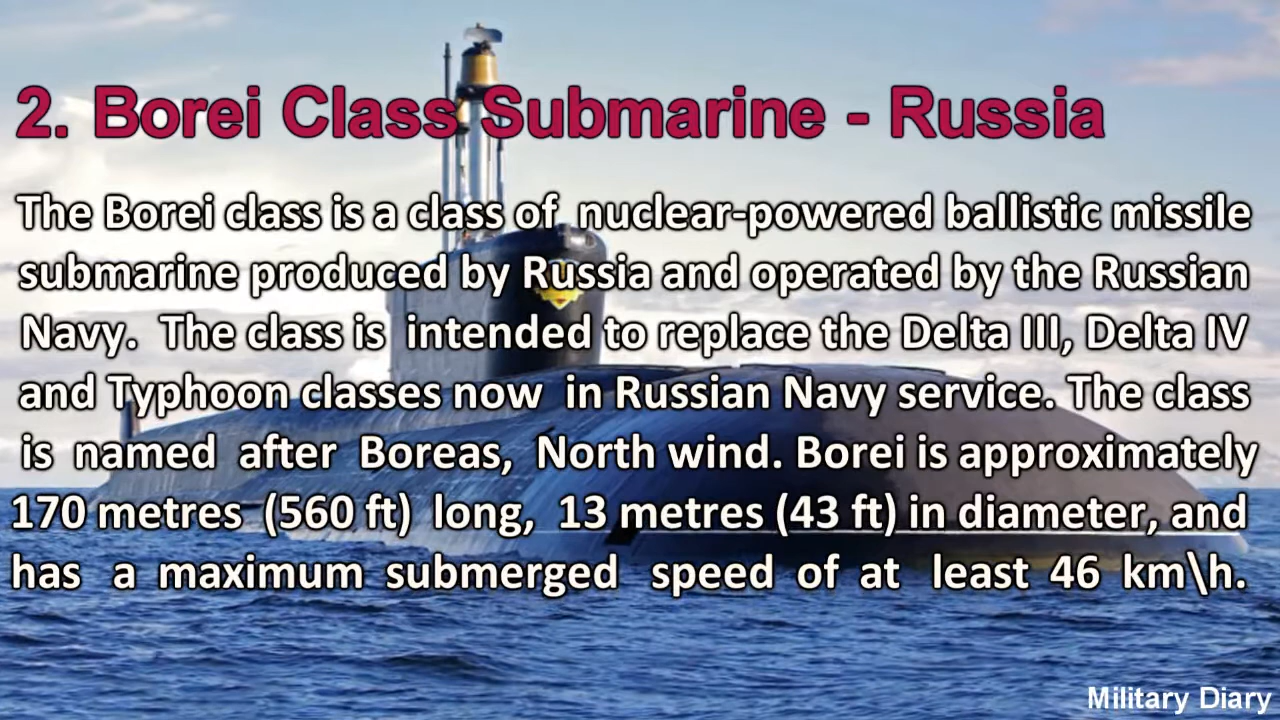 2. Borei Class Submarine - Russia
The Borei class is a class of nuclear-powered ballistic missile
submarine produced by Russia and operated by the Russian
Navy. The class is intended to replace the Delta III, Delta IV
and Typhoon classes now in Russian Navy service. The class
is named after Boreas, North wind. Borei is approximately
170 metres (560 ft) long, 13 metres (43 ft) in diameter, and
has a maximum submerged speed of at least 46 km\h.
Military Diary